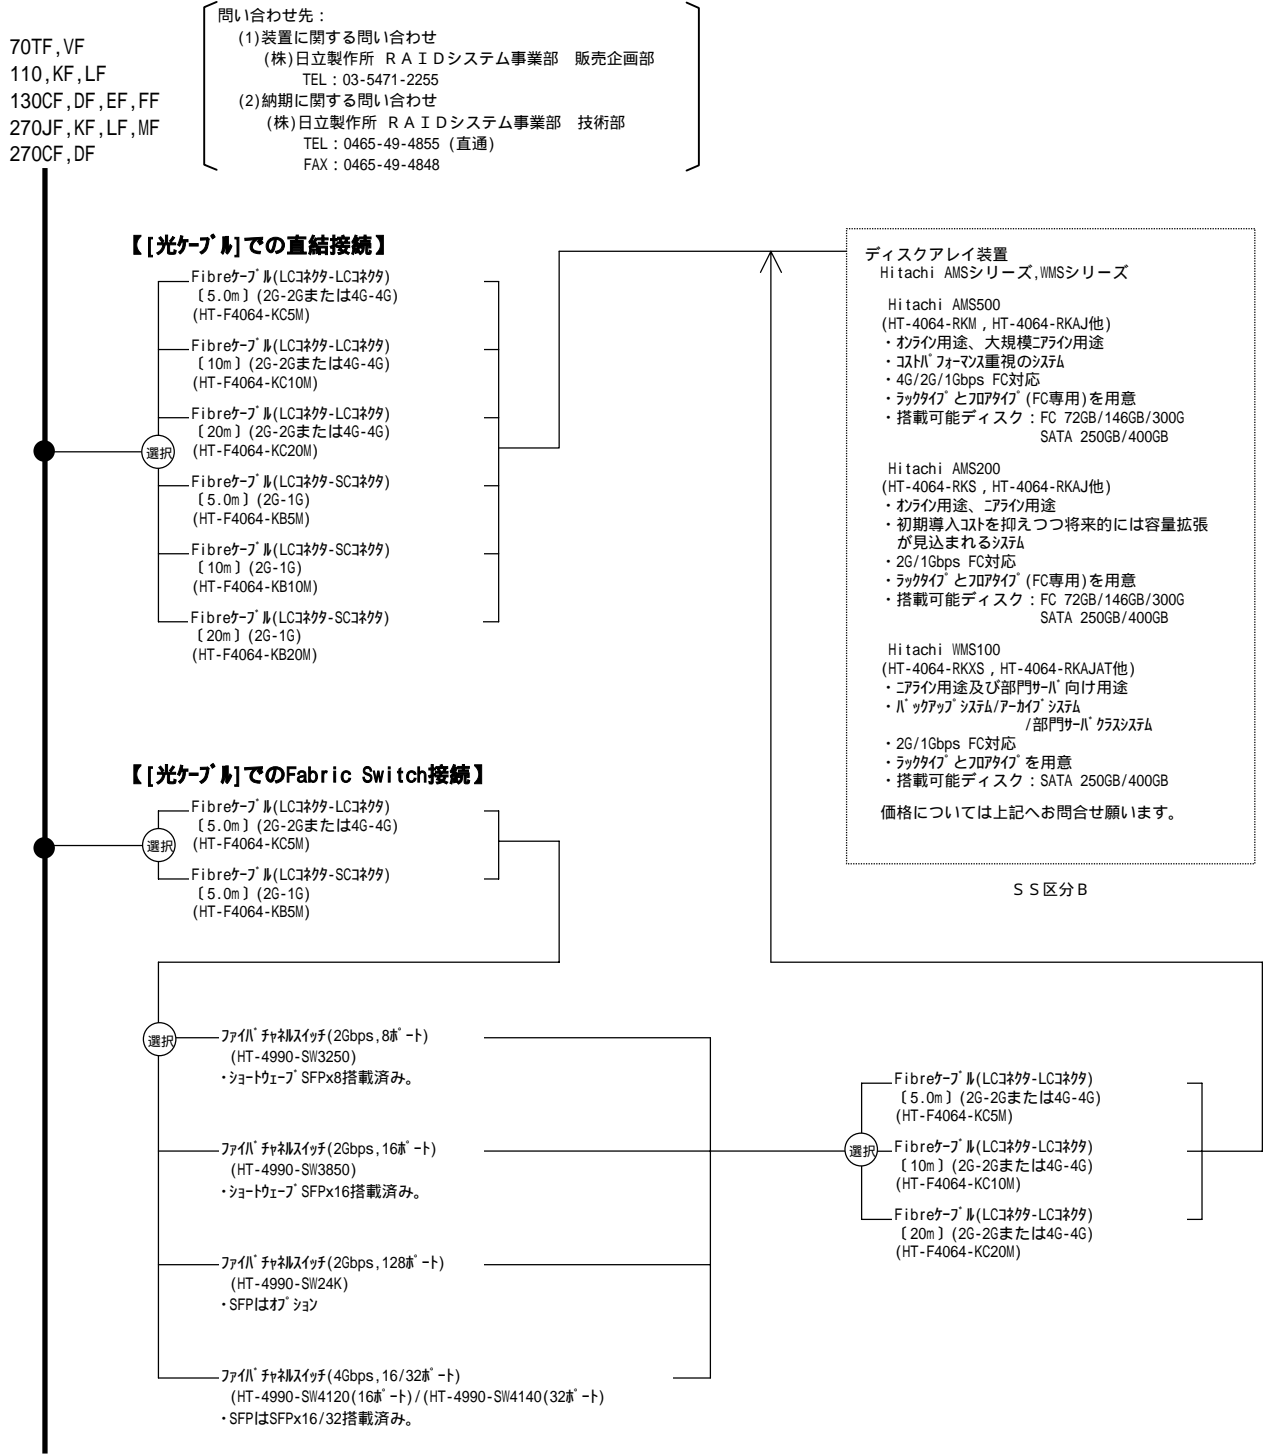 70TF,VF
110,KF,LF
130CF,DF,EF,FF
270JF,KF,LF,MF
270CF,DF
問い合わせ先：
(1)装置に関する問い合わせ
(株)日立製作所 ＲＡＩＤシステム事業部　販売企画部
TEL：03-5471-2255
(2)納期に関する問い合わせ
(株)日立製作所 ＲＡＩＤシステム事業部　技術部
TEL：0465-49-4855 (直通)
FAX：0465-49-4848
【[光ｹｰﾌﾞﾙ]での直結接続】
Fibreｹｰﾌﾞﾙ(LCｺﾈｸﾀ-LCｺﾈｸﾀ)
〔5.0m〕(2G-2Gまたは4G-4G)
(HT-F4064-KC5M)
Fibreｹｰﾌﾞﾙ(LCｺﾈｸﾀ-LCｺﾈｸﾀ)
〔10m〕(2G-2Gまたは4G-4G)
(HT-F4064-KC10M)
Fibreｹｰﾌﾞﾙ(LCｺﾈｸﾀ-LCｺﾈｸﾀ)
〔20m〕(2G-2Gまたは4G-4G)
(HT-F4064-KC20M)
選択
Fibreｹｰﾌﾞﾙ(LCｺﾈｸﾀ-SCｺﾈｸﾀ)
〔5.0m〕(2G-1G)
(HT-F4064-KB5M)
Fibreｹｰﾌﾞﾙ(LCｺﾈｸﾀ-SCｺﾈｸﾀ)
〔10m〕(2G-1G)
(HT-F4064-KB10M)
Fibreｹｰﾌﾞﾙ(LCｺﾈｸﾀ-SCｺﾈｸﾀ)
〔20m〕(2G-1G)
(HT-F4064-KB20M)
ディスクアレイ装置
Hitachi AMSシリーズ,WMSシリーズ
Hitachi AMS500
(HT-4064-RKM，HT-4064-RKAJ他)
・ｵﾝﾗｲﾝ用途、大規模ﾆｱﾗｲﾝ用途
・ｺｽﾄﾊﾟﾌｫｰﾏﾝｽ重視のｼｽﾃﾑ
・4G/2G/1Gbps FC対応
・ﾗｯｸﾀｲﾌﾟとﾌﾛｱﾀｲﾌﾟ(FC専用)を用意
・搭載可能ディスク：FC 72GB/146GB/300G
SATA 250GB/400GB
Hitachi AMS200
(HT-4064-RKS，HT-4064-RKAJ他)
・ｵﾝﾗｲﾝ用途、ﾆｱﾗｲﾝ用途
・初期導入ｺｽﾄを抑えつつ将来的には容量拡張
が見込まれるｼｽﾃﾑ
・2G/1Gbps FC対応
・ﾗｯｸﾀｲﾌﾟとﾌﾛｱﾀｲﾌﾟ(FC専用)を用意
・搭載可能ディスク：FC 72GB/146GB/300G
SATA 250GB/400GB
Hitachi WMS100
(HT-4064-RKXS，HT-4064-RKAJAT他)
・ﾆｱﾗｲﾝ用途及び部門ｻｰﾊﾞ向け用途
・ﾊﾞｯｸｱｯﾌﾟｼｽﾃﾑ/ｱｰｶｲﾌﾞｼｽﾃﾑ
/部門ｻｰﾊﾞｸﾗｽｼｽﾃﾑ
・2G/1Gbps FC対応
・ﾗｯｸﾀｲﾌﾟとﾌﾛｱﾀｲﾌﾟを用意
・搭載可能ディスク：SATA 250GB/400GB
価格については上記へお問合せ願います。
ＳＳ区分Ｂ
【[光ｹｰﾌﾞﾙ]でのFabric Switch接続】
Fibreｹｰﾌﾞﾙ(LCｺﾈｸﾀ-LCｺﾈｸﾀ)
〔5.0m〕(2G-2Gまたは4G-4G)
(HT-F4064-KC5M)
選択
Fibreｹｰﾌﾞﾙ(LCｺﾈｸﾀ-SCｺﾈｸﾀ)
〔5.0m〕(2G-1G)
(HT-F4064-KB5M)
選択
ﾌｧｲﾊﾞﾁｬﾈﾙｽｲｯﾁ(2Gbps,8ﾎﾟｰﾄ)
(HT-4990-SW3250)
・ｼｮｰﾄｳｪｰﾌﾞSFPx8搭載済み。
ﾌｧｲﾊﾞﾁｬﾈﾙｽｲｯﾁ(2Gbps,16ﾎﾟｰﾄ)
(HT-4990-SW3850)
・ｼｮｰﾄｳｪｰﾌﾞSFPx16搭載済み。
ﾌｧｲﾊﾞﾁｬﾈﾙｽｲｯﾁ(2Gbps,128ﾎﾟｰﾄ)
(HT-4990-SW24K)
・SFPはｵﾌﾟｼｮﾝ
ﾌｧｲﾊﾞﾁｬﾈﾙｽｲｯﾁ(4Gbps,16/32ﾎﾟｰﾄ)
(HT-4990-SW4120(16ﾎﾟｰﾄ)/(HT-4990-SW4140(32ﾎﾟｰﾄ)
・SFPはSFPx16/32搭載済み。
Fibreｹｰﾌﾞﾙ(LCｺﾈｸﾀ-LCｺﾈｸﾀ)
〔5.0m〕(2G-2Gまたは4G-4G)
(HT-F4064-KC5M)
選択
Fibreｹｰﾌﾞﾙ(LCｺﾈｸﾀ-LCｺﾈｸﾀ)
〔10m〕(2G-2Gまたは4G-4G)
(HT-F4064-KC10M)
Fibreｹｰﾌﾞﾙ(LCｺﾈｸﾀ-LCｺﾈｸﾀ)
〔20m〕(2G-2Gまたは4G-4G)
(HT-F4064-KC20M)